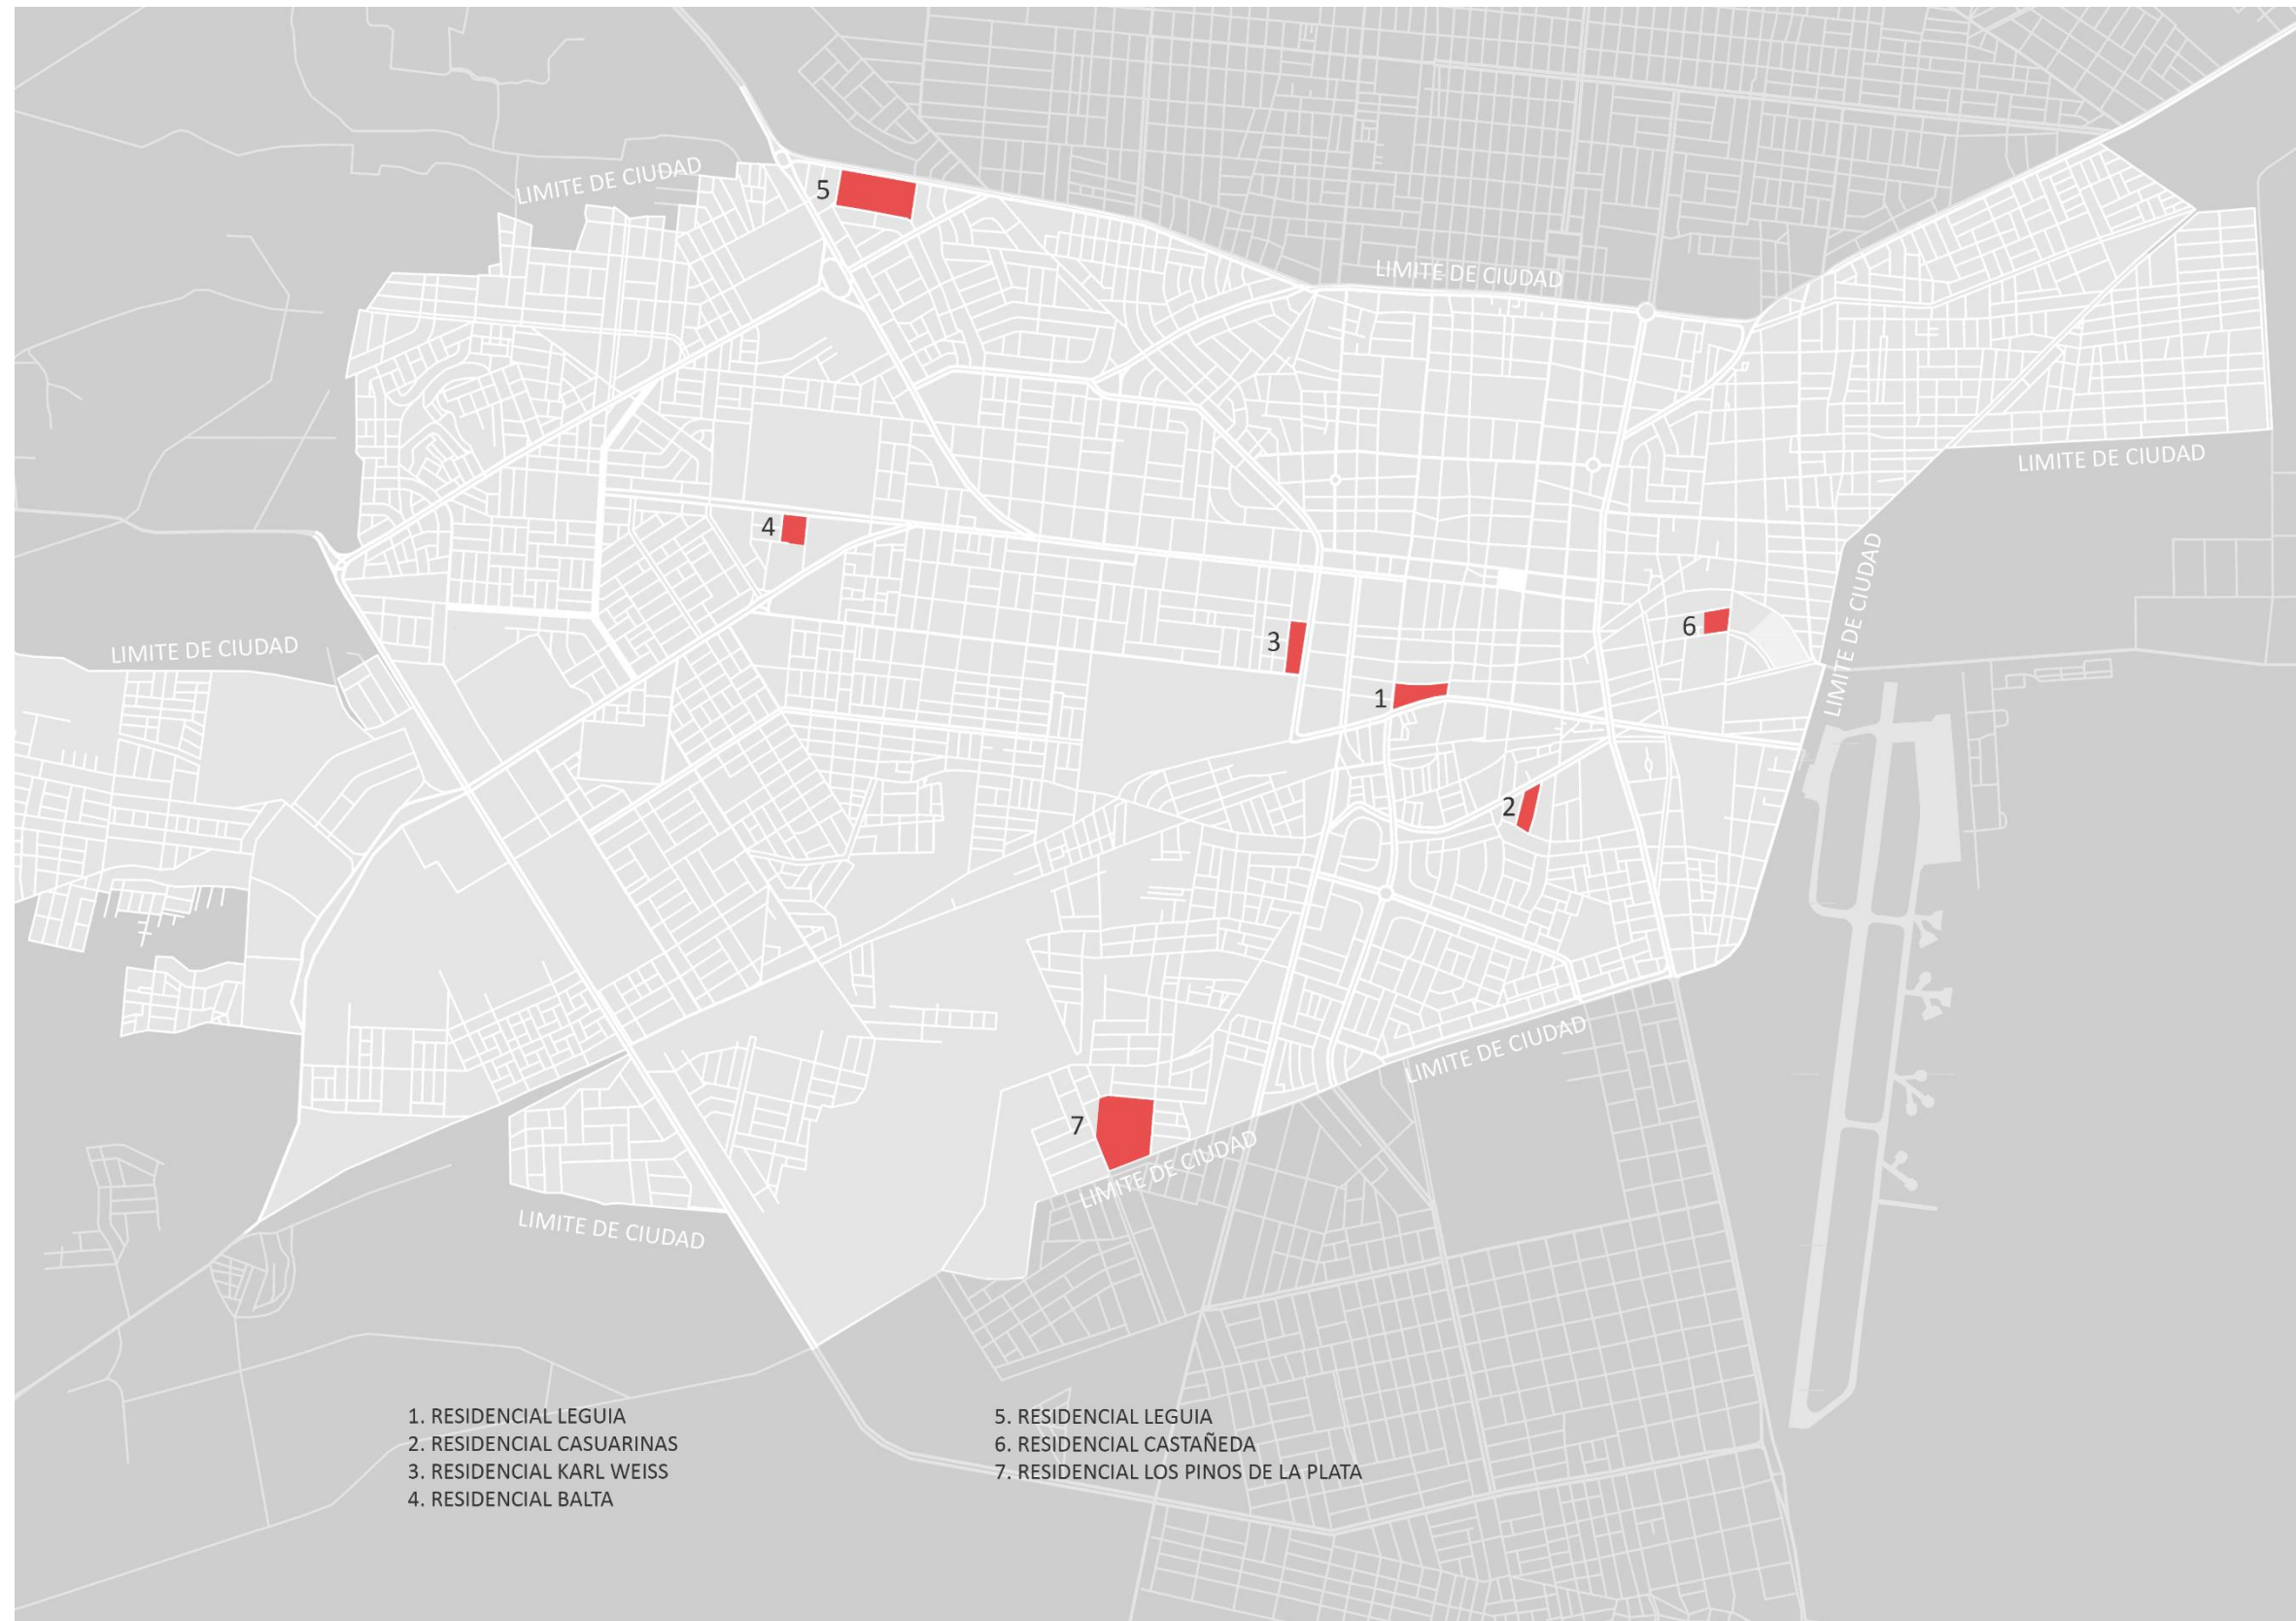 LIMITE DE CIUDAD
5
LIMITE DE CIUDAD
LIMITE DE CIUDAD
4
LIMITE DE CIUDAD
6
3
LIMITE DE CIUDAD
1
2
LIMITE DE CIUDAD
7
LIMITE DE CIUDAD
LIMITE DE CIUDAD
1. RESIDENCIAL LEGUIA
2. RESIDENCIAL CASUARINAS
3. RESIDENCIAL KARL WEISS
4. RESIDENCIAL BALTA
5. RESIDENCIAL LEGUIA
6. RESIDENCIAL CASTAÑEDA
7. RESIDENCIAL LOS PINOS DE LA PLATA